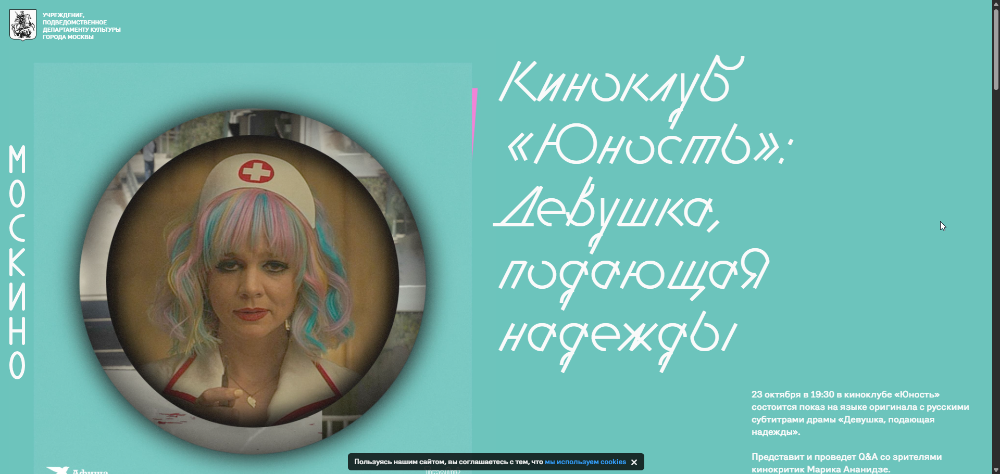 УЧРЕЖДЕНИЕ,
ПОДВЕДОМСТВЕННОЕ
ДЕПАРТАМЕНТУ КУЛЬТУРЫ
ГОРОДА МОСКВЫ
МОСКИНО
Киноклуб
«Юность»:
Девушка,
подающая
надежды
23 октября в 19:30 в киноклубе «Юность»
состоится показ на языке оригинала с русскими
субтитрами драмы «Девушка, подающая
надежды».
Представит и проведет Q&A со зрителями
кинокритик Марика Ананидзе.
Афиша
Пользуясь нашим сайтом, вы соглашаетесь с тем, что мы используем cookies